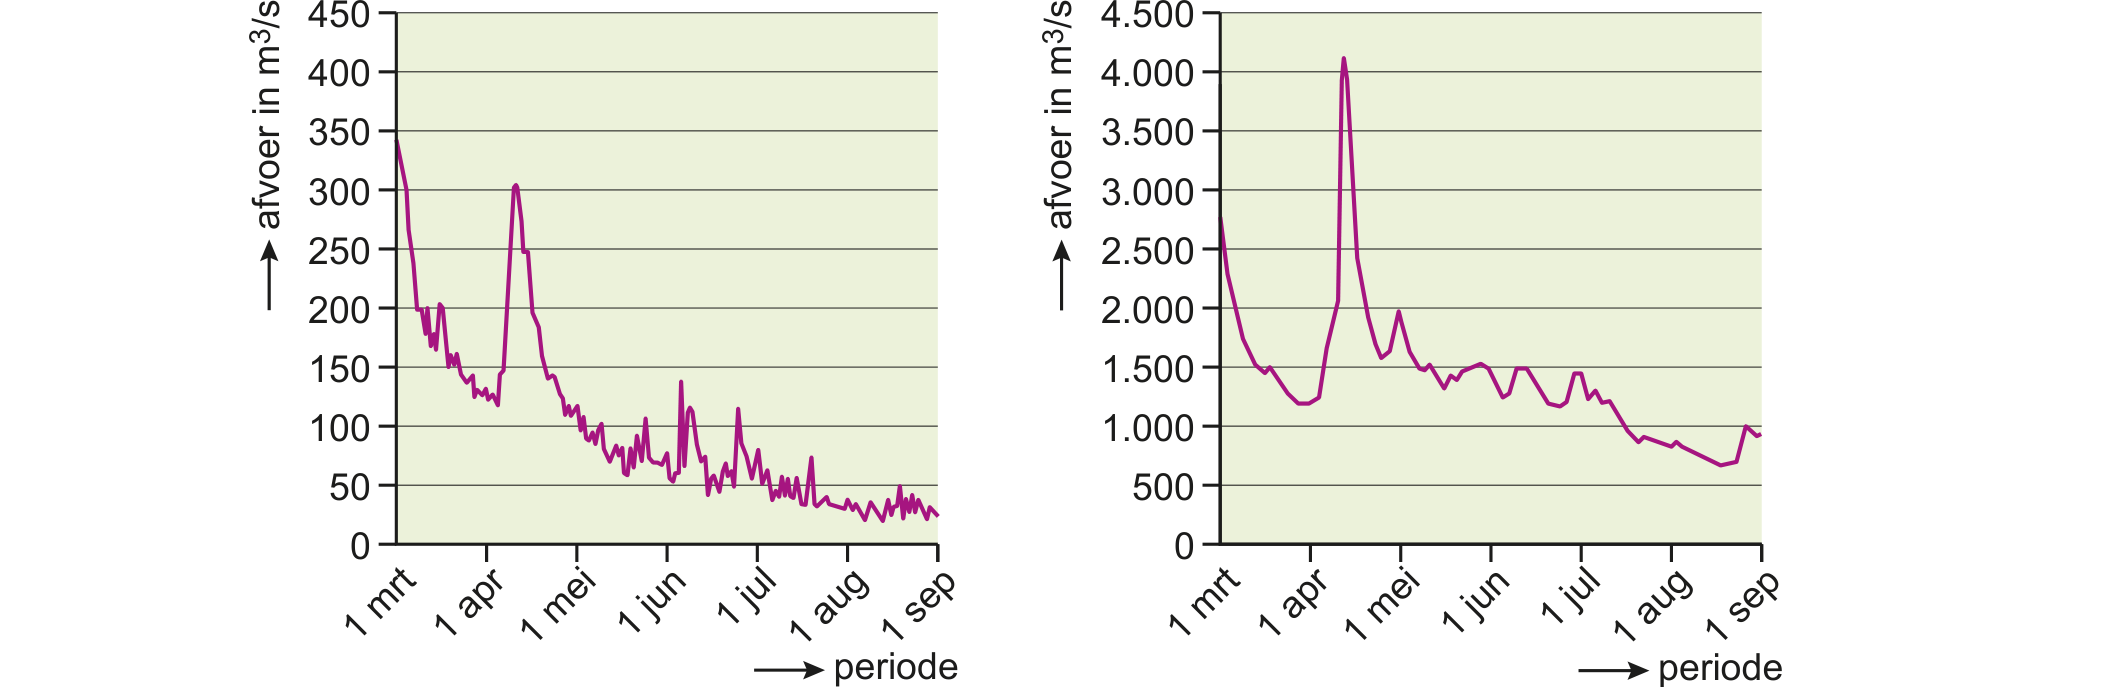 afvoer in m³/s
450
400
350
300
250
200
150
100
50
0
1 mrt
1 apr
1 mei
1 jun
1 jul
1 aug
1 sep
periode
afvoer in m³/s
4.500
4.000
3.500
3.000
2.500
2.000
1.500
1.000
500
0
1 mrt
1 apr
1 mei
1 jun
1 jul
1 aug
1 sep
periode